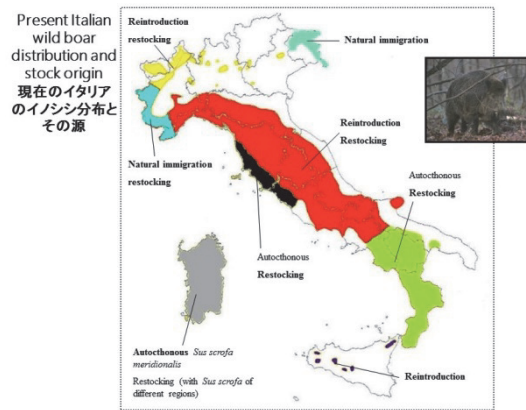 Present Italian
wild boar
distribution and
stock origin
現在のイタリア
のイノシシ分布と
その源
Reintroduction
restocking
Natural immigration
Natural immigration
restocking
Reintroduction
Restocking
Autocthonous
Restocking
Autocthonous
Restocking
Autocthonous Sus scrofa
meridionalis
Restocking (with Sus scrofa of
different regions)
Reintroduction